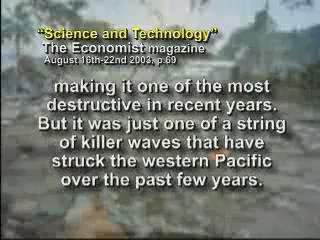 “Science and Technology”
The Economist magazine
August 16th-22nd 2003, p.69
making it one of the most
destructive in recent years.
But it was just one of a string
of killer waves that have
struck the western Pacific
over the past few years.